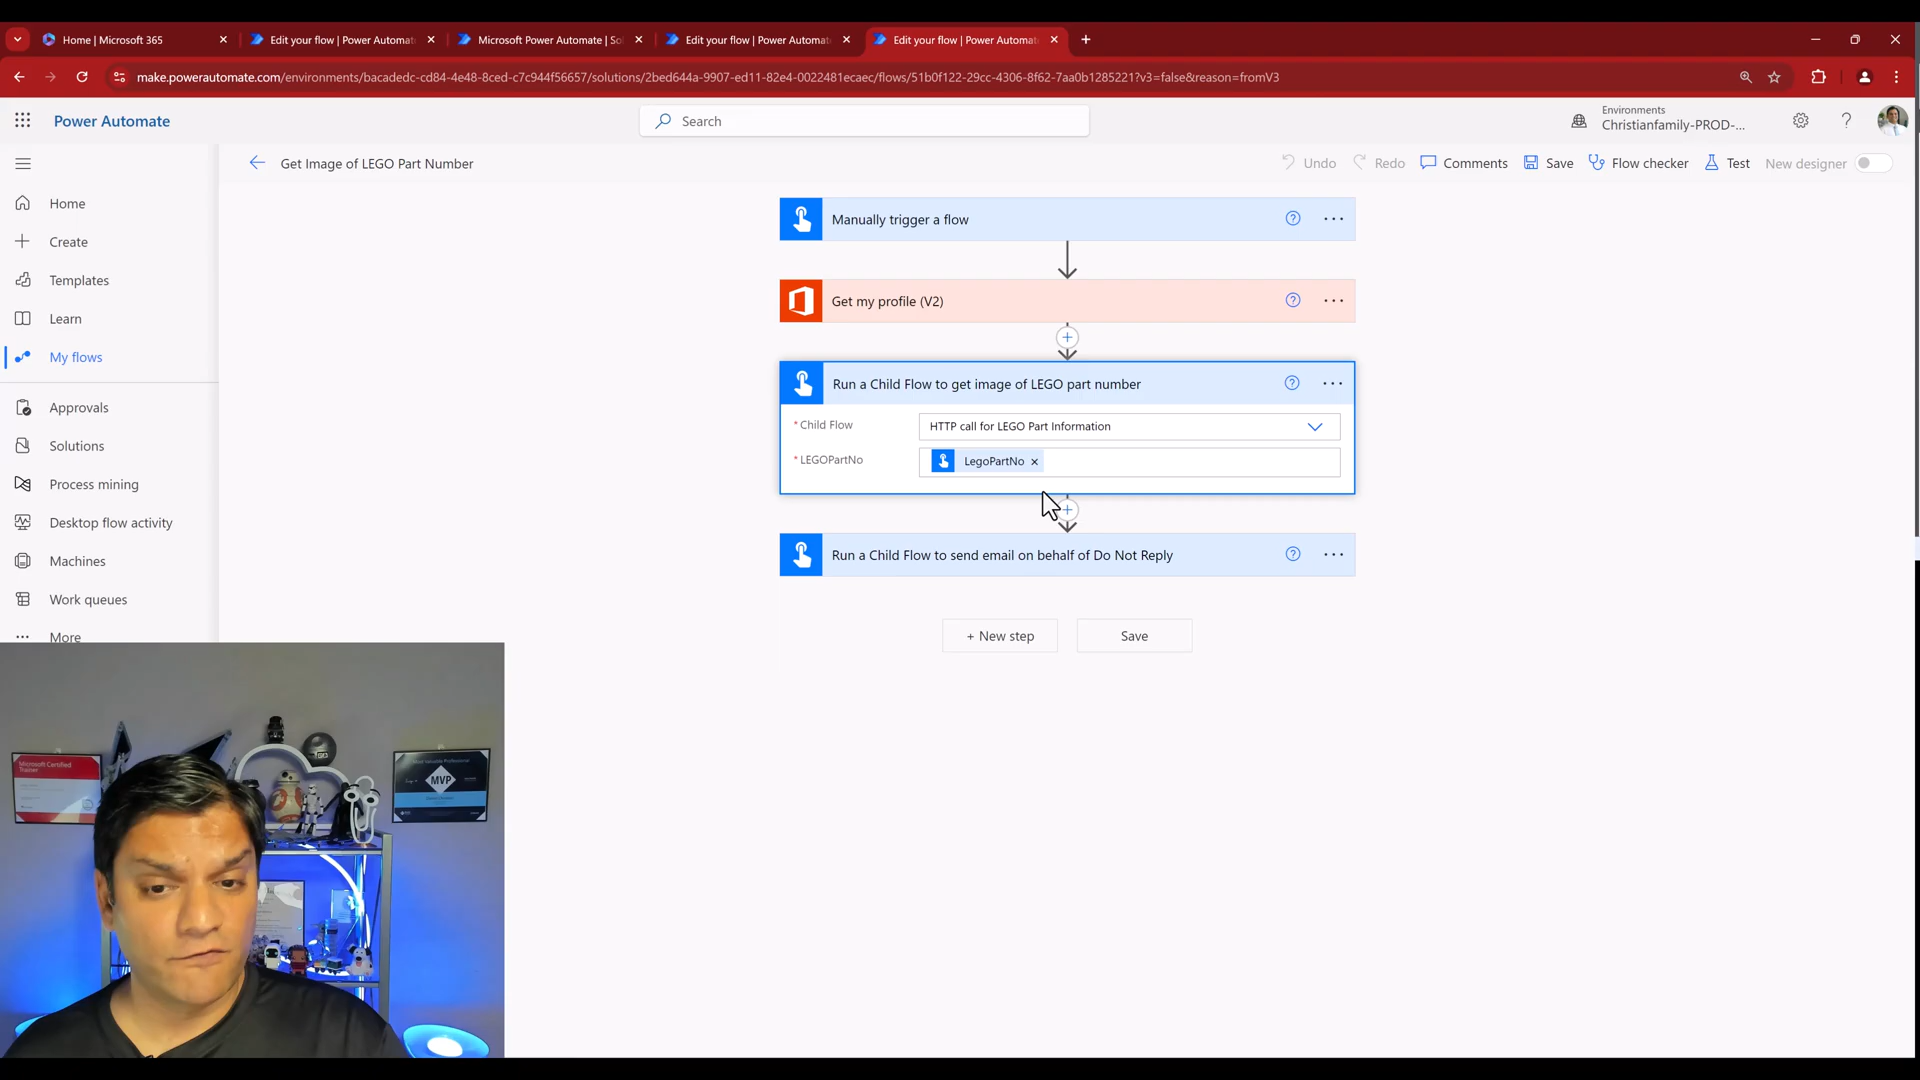 Home | Microsoft 365
Edit your flow | Power Automat
Microsoft Power Automate | So
Edit your flow | Power Automat
Edit your flow | Power Automat
make.powerautomate.com/environments/bacadedc-cd84-4e48-8ced-c7c944f56657/solutions/2bed644a-9907-ed11-82e4-0022481ecaec/flows/51b0f122-29cc-4306-8f62-7aa0b1285221?v3=false&reason=fromV3
Power Automate
Search
Environments
Christianfamily-PROD-...
Get Image of LEGO Part Number
Undo
Redo
Comments
Save
Flow checker
Test
New designer
Home
Create
Templates
Learn
My flows
Approvals
Solutions
Process mining
Desktop flow activity
Machines
Work queues
More
Manually trigger a flow
Get my profile (V2)
Run a Child Flow to get image of LEGO part number
* Child Flow
HTTP call for LEGO Part Information
* LEGOPartNo
LegoPartNo ×
Run a Child Flow to send email on behalf of Do Not Reply
+ New step
Save
Microsoft Certified
Trainer
MVP